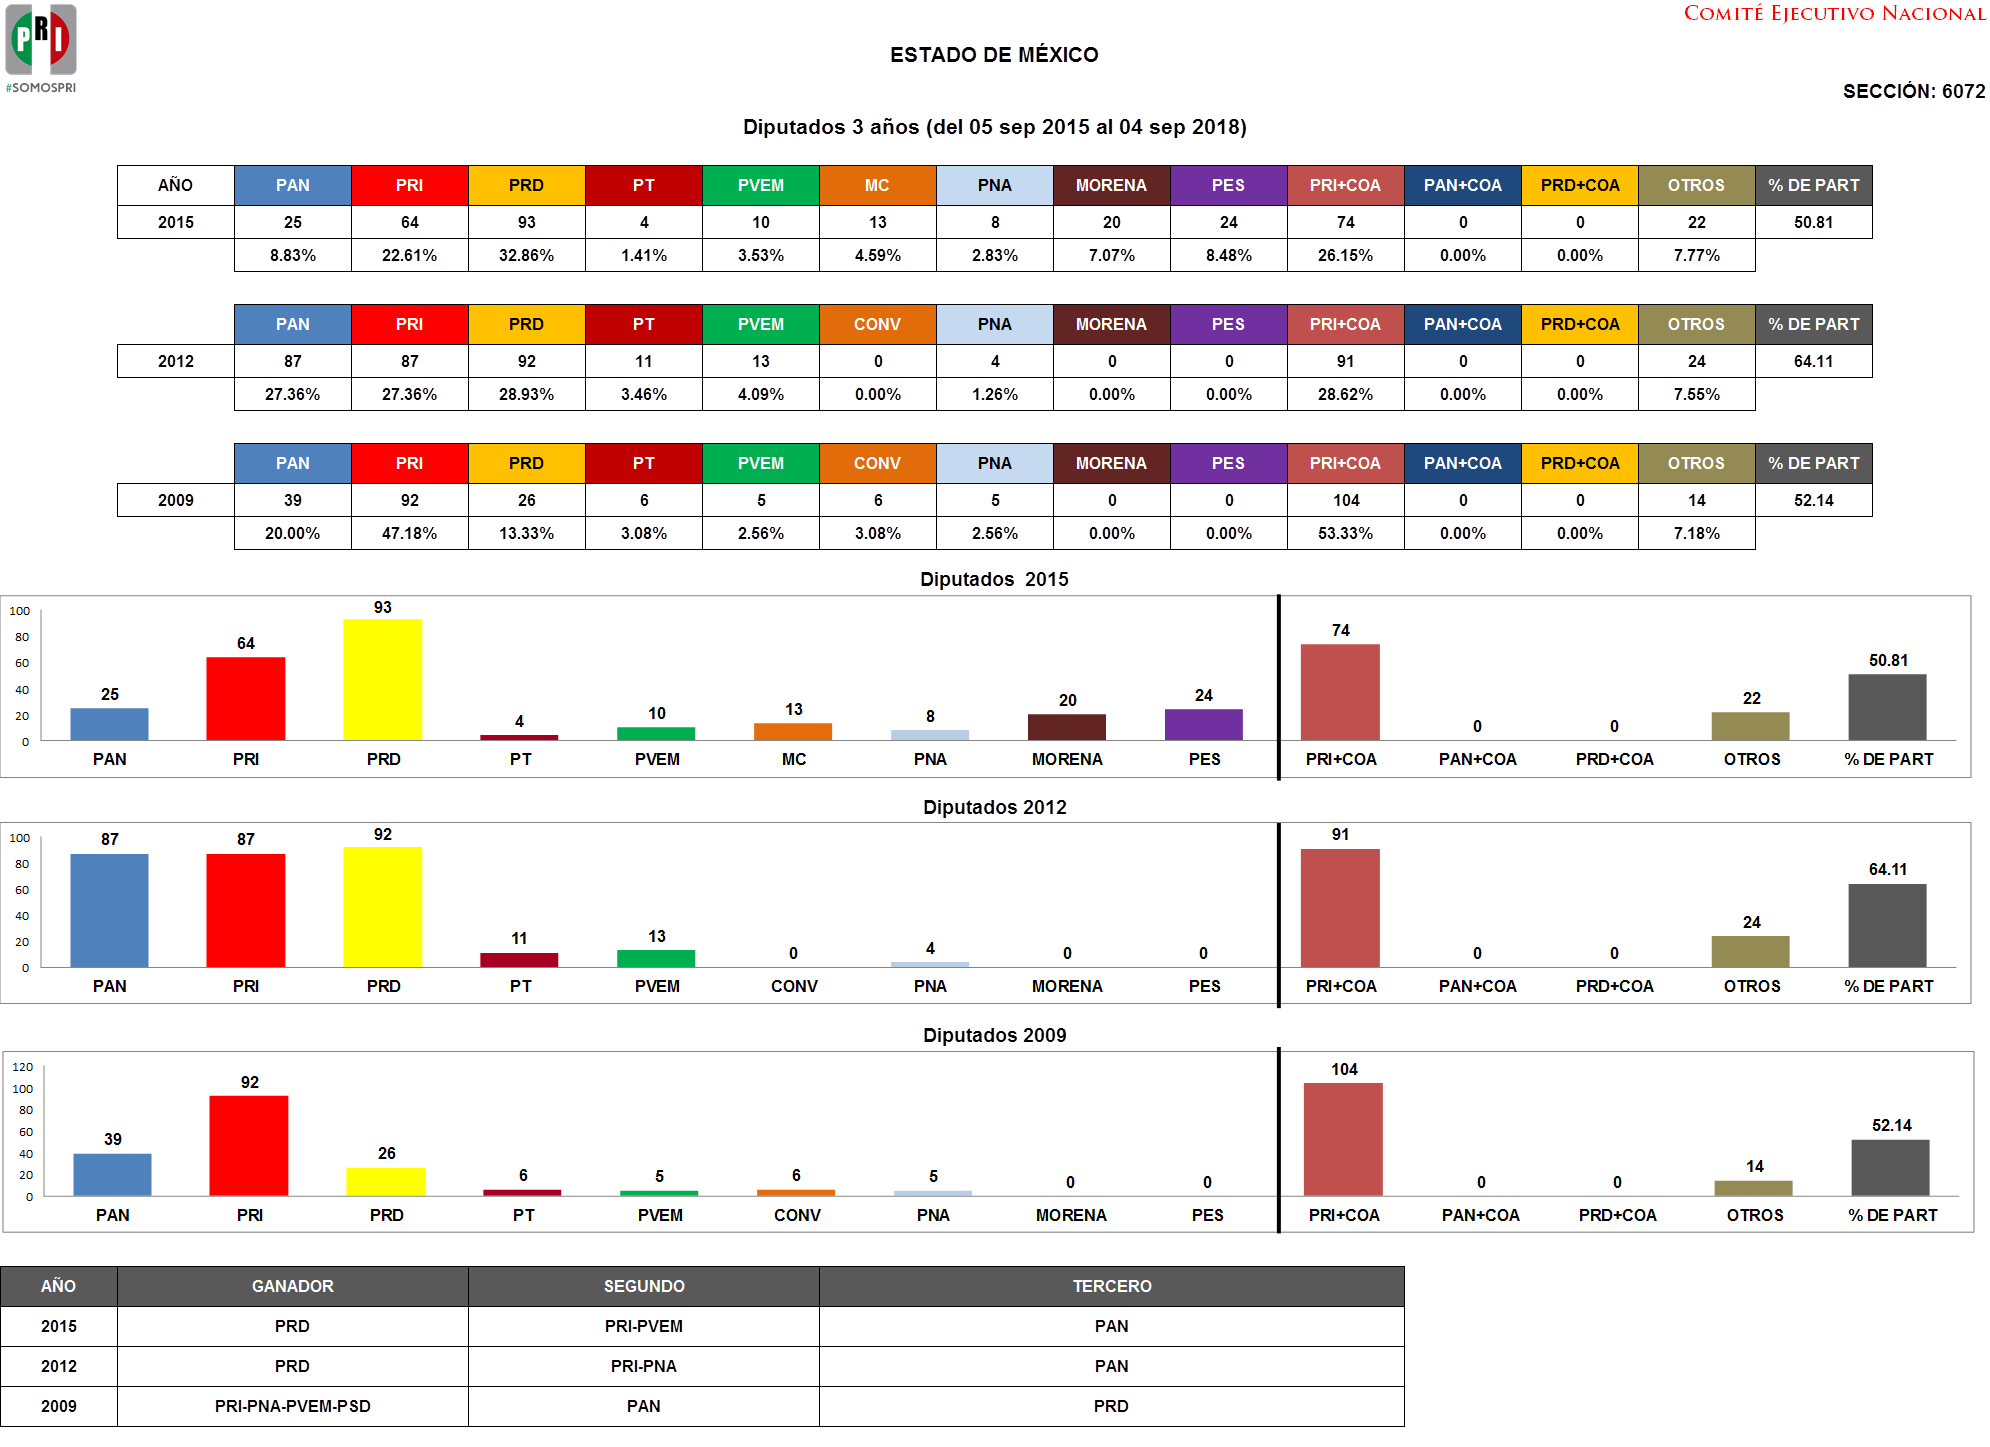 PRI
#SOMOSPRI
COMITÉ EJECUTIVO NACIONAL
ESTADO DE MÉXICO
SECCIÓN: 6072
Diputados 3 años (del 05 sep 2015 al 04 sep 2018)
AÑO PAN PRI PRD PT PVEM MC PNA MORENA PES PRI+COA PAN+COA PRD+COA OTROS % DE PART
2015 25 64 93 4 10 13 8 20 24 74 0 0 22 50.81
8.83% 22.61% 32.86% 1.41% 3.53% 4.59% 2.83% 7.07% 8.48% 26.15% 0.00% 0.00% 7.77%
PAN PRI PRD PT PVEM CONV PNA MORENA PES PRI+COA PAN+COA PRD+COA OTROS % DE PART
2012 87 87 92 11 13 0 4 0 0 91 0 0 24 64.11
27.36% 27.36% 28.93% 3.46% 4.09% 0.00% 1.26% 0.00% 0.00% 28.62% 0.00% 0.00% 7.55%
PAN PRI PRD PT PVEM CONV PNA MORENA PES PRI+COA PAN+COA PRD+COA OTROS % DE PART
2009 39 92 26 6 5 6 5 0 0 104 0 0 14 52.14
20.00% 47.18% 13.33% 3.08% 2.56% 3.08% 2.56% 0.00% 0.00% 53.33% 0.00% 0.00% 7.18%
Diputados 2015
100
80
60
40
20
0
25 64 93 4 10 13 8 20 24 74 0 0 22 50.81
PAN PRI PRD PT PVEM MC PNA MORENA PES PRI+COA PAN+COA PRD+COA OTROS % DE PART
Diputados 2012
100
80
60
40
20
0
87 87 92 11 13 0 4 0 0 91 0 0 24 64.11
PAN PRI PRD PT PVEM CONV PNA MORENA PES PRI+COA PAN+COA PRD+COA OTROS % DE PART
Diputados 2009
120
100
80
60
40
20
0
39 92 26 6 5 6 5 0 0 104 0 0 14 52.14
PAN PRI PRD PT PVEM CONV PNA MORENA PES PRI+COA PAN+COA PRD+COA OTROS % DE PART
AÑO GANADOR SEGUNDO TERCERO
2015 PRD PRI-PVEM PAN
2012 PRD PRI-PNA PAN
2009 PRI-PNA-PVEM-PSD PAN PRD